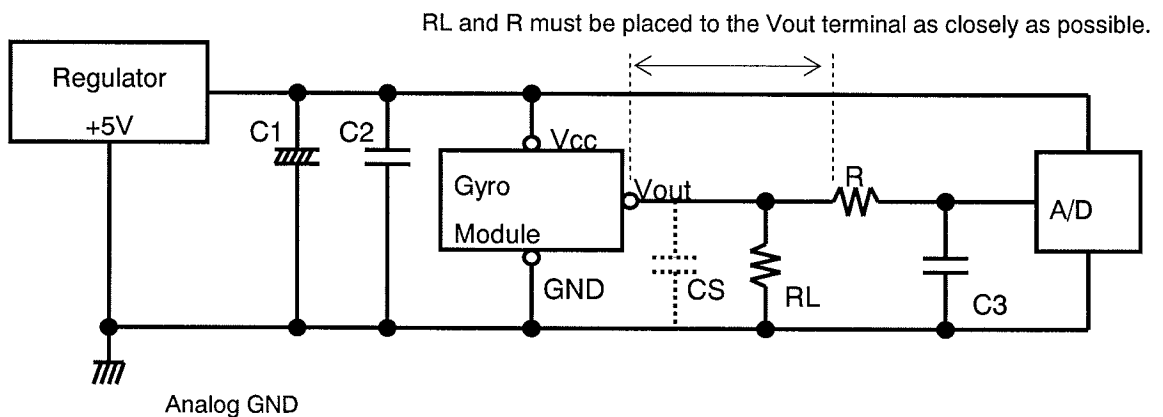 RL and R must be placed to the Vout terminal as closely as possible.
Regulator
+5V
C1
C2
Vcc
Gyro
Module
Vout
R
A/D
GND
CS
RL
C3
Analog GND